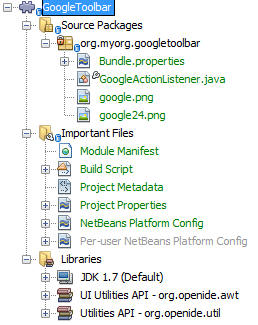 GoogleToolbar
Source Packages
org.myorg.googletoolbar
Bundle.properties
GoogleActionListener.java
google.png
google24.png
Important Files
Module Manifest
Build Script
Project Metadata
Project Properties
NetBeans Platform Config
Per-user NetBeans Platform Config
Libraries
JDK 1.7 (Default)
UI Utilities API - org.openide.awt
Utilities API - org.openide.util